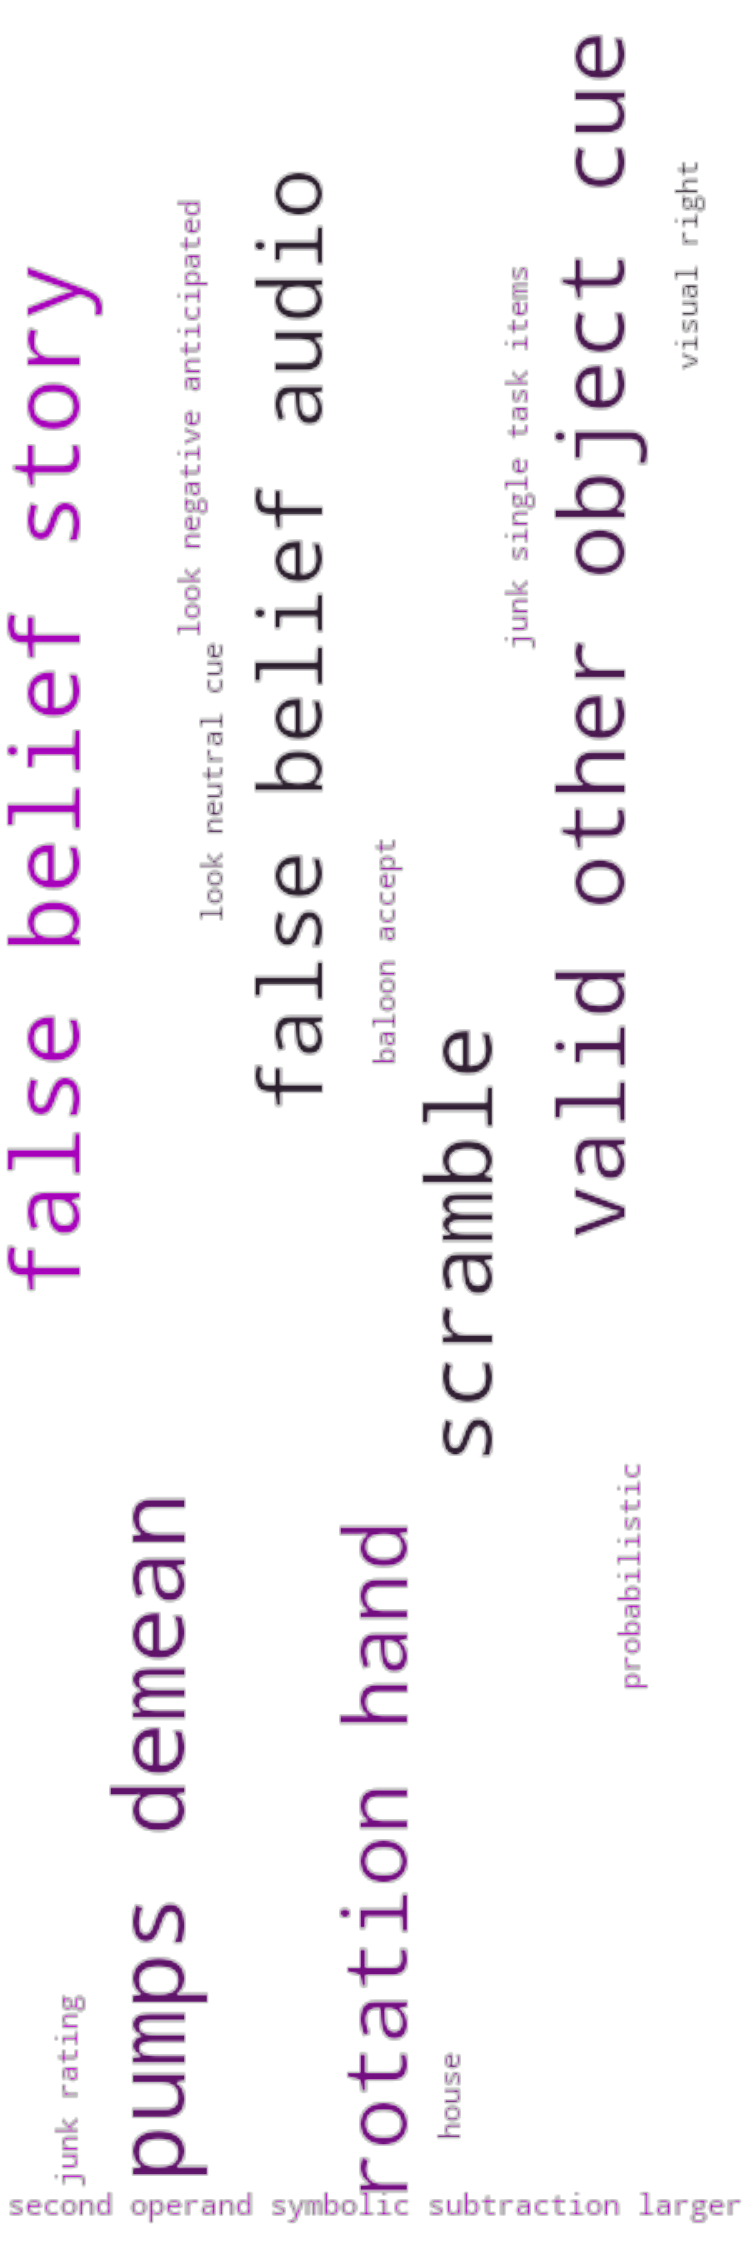 false belief story
look negative anticipated
look neutral cue
false belief audio
baloon accept
scramble
junk single task items
valid other object cue
visual right
junk rating
pumps demean
rotation hand
house
probabilistic
second operand symbolic subtraction larger